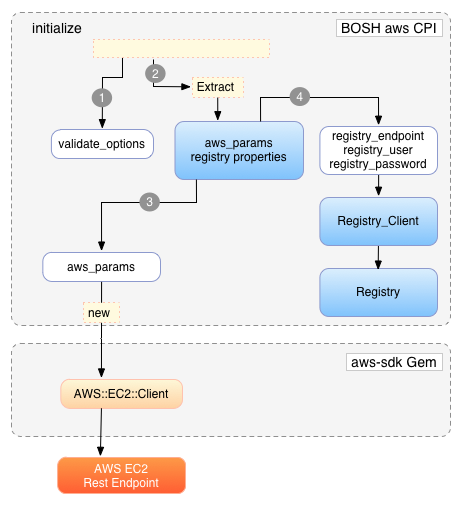 initialize
BOSH aws CPI
2
Extract
1
4
validate_options
aws_params
registry properties
registry_endpoint
registry_user
registry_password
3
Registry_Client
aws_params
Registry
new
aws-sdk Gem
AWS::EC2::Client
AWS EC2
Rest Endpoint